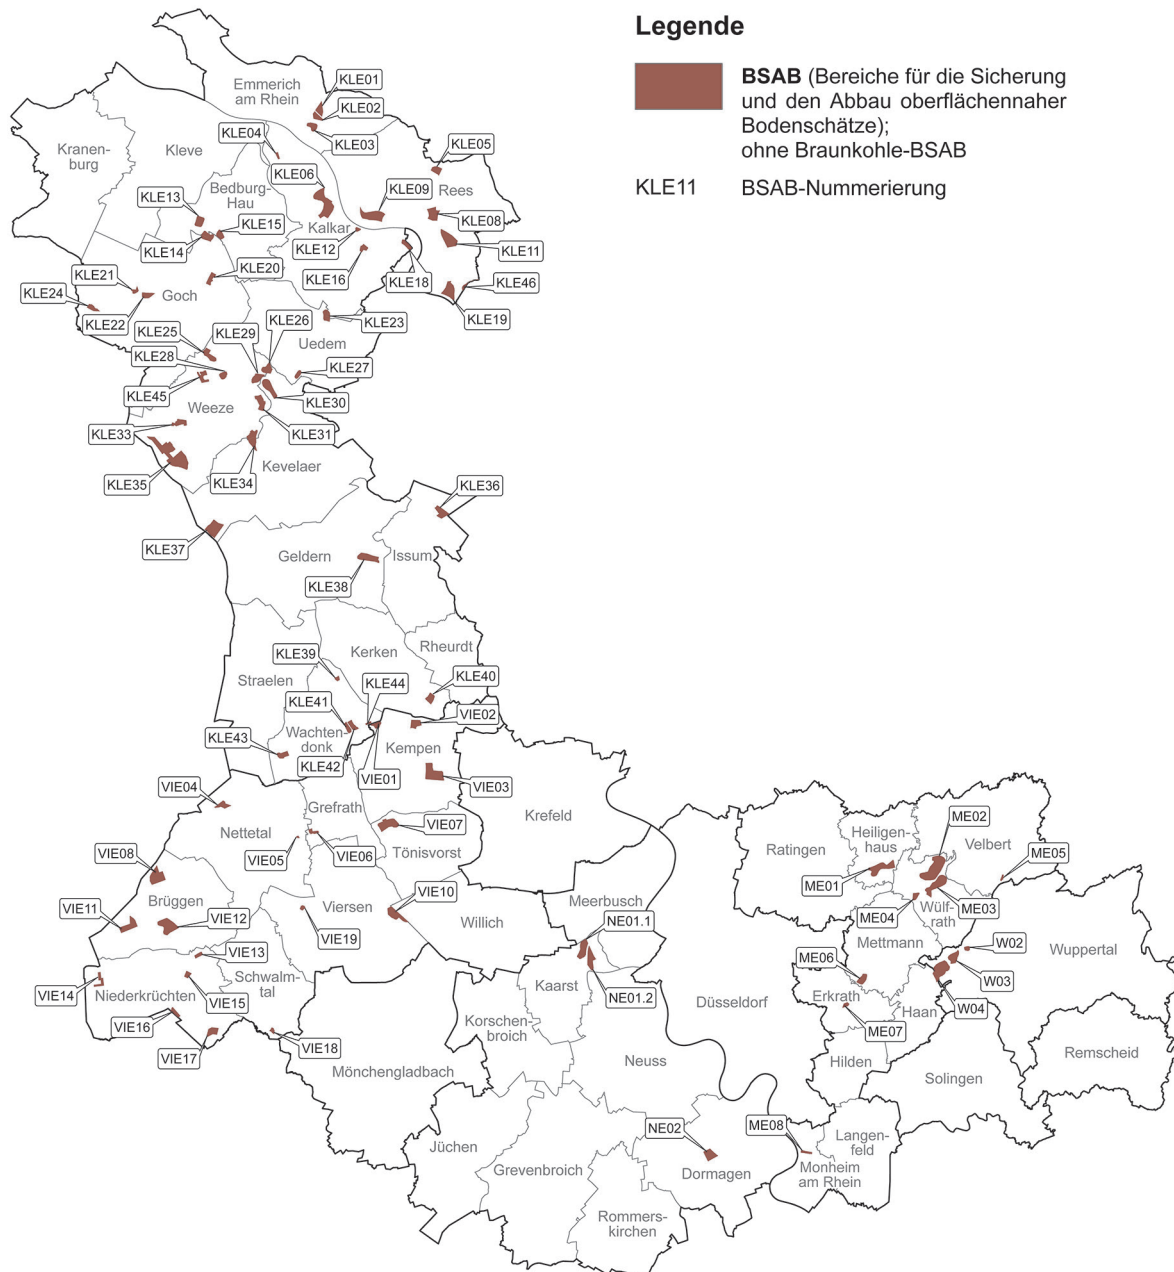 Legende
BSAB (Bereiche für die Sicherung
und den Abbau oberflächennaher
Bodenschätze);
ohne Braunkohle-BSAB
KLE11 BSAB-Nummerierung
Emmerich
am Rhein
KLE01
KLE02
KLE03
KLE04
KLE05
Kranen-
burg
Kleve
KLE06
Bedburg-
Hau
KLE09
Rees
KLE13
KLE08
KLE15
Kalkar
KLE12
KLE14
KLE11
KLE20
KLE16
KLE18
KLE46
KLE21
KLE24
Goch
KLE22
KLE19
KLE26
KLE23
KLE25
KLE29
Uedem
KLE28
KLE27
KLE45
KLE30
Weeze
KLE33
KLE31
Kevelaer
KLE35
KLE34
KLE36
KLE37
Geldern
Issum
KLE38
Kerken
Rheurdt
KLE39
Straelen
KLE40
KLE44
KLE41
VIE02
Wachten-
donk
KLE43
Kempen
KLE42
VIE01
VIE03
VIE04
Grefrath
Krefeld
Nettetal
VIE07
VIE05
VIE06
Tönisvorst
VIE08
Brüggen
VIE10
VIE11
VIE12
Viersen
Willich
VIE19
VIE13
Schwalm-
tal
VIE14
Niederkrüchten
VIE15
VIE16
VIE17
VIE18
Mönchengladbach
Meerbusch
NE01.1
NE01.2
Kaarst
Korschen-
broich
Düsseldorf
Neuss
Jüchen
Grevenbroich
NE02
Dormagen
Rommers-
kirchen
ME02
Heiligen-
haus
Velbert
Ratingen
ME05
ME01
ME03
ME04
Wülf-
rath
Mettmann
W02
Wuppertal
ME06
W03
Erkrath
Haan
W04
ME07
Hilden
Remscheid
Solingen
ME08
Langen-
feld
Monheim
am Rhein